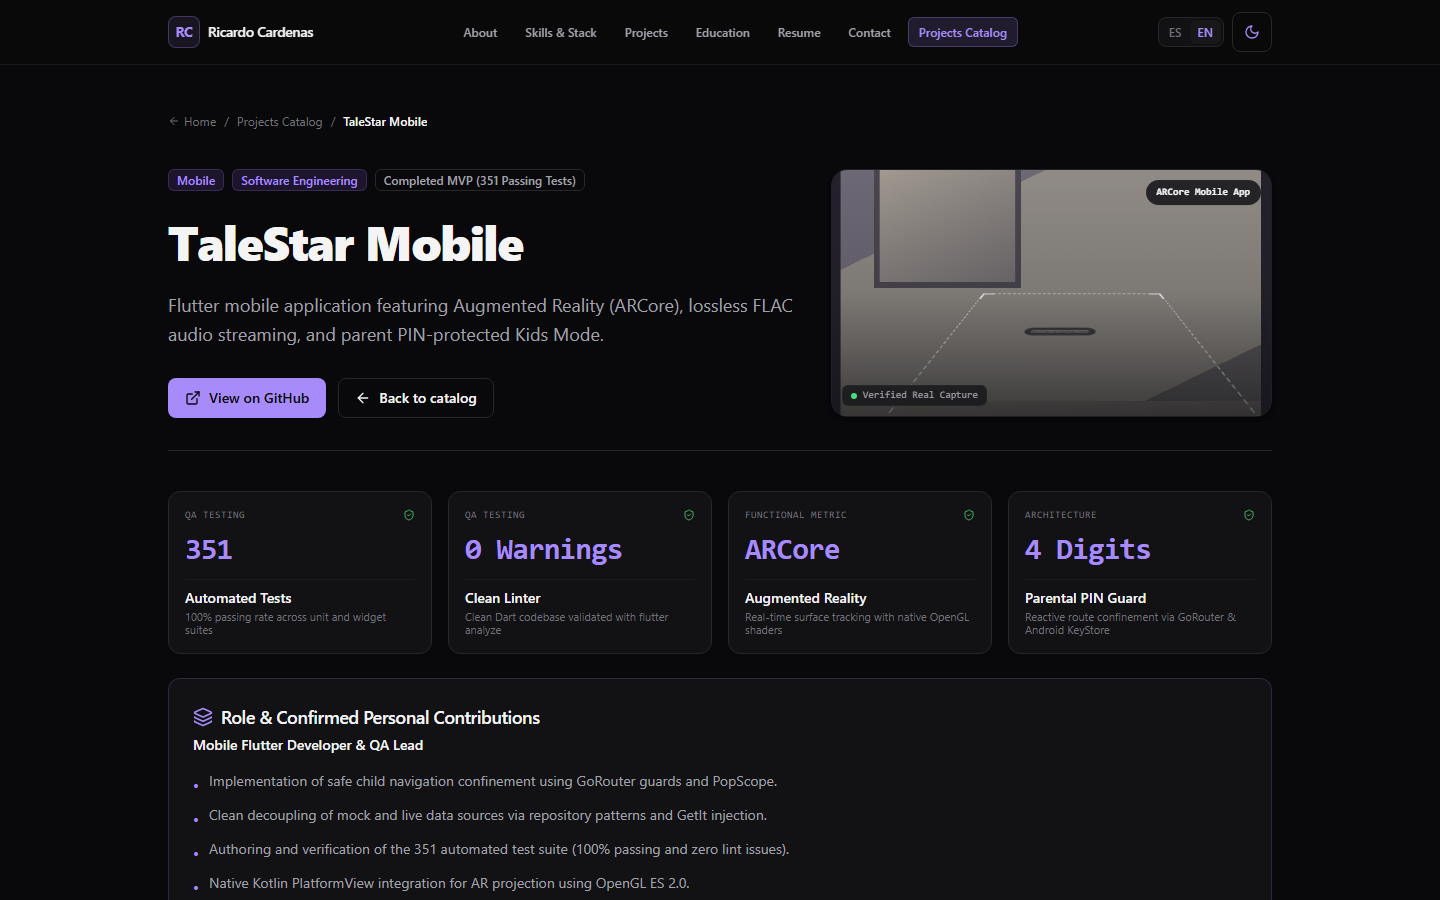 RC Ricardo Cardenas
About Skills & Stack Projects Education Resume Contact Projects Catalog
ES EN
← Home / Projects Catalog / TaleStar Mobile
Mobile Software Engineering Completed MVP (351 Passing Tests)
TaleStar Mobile
Flutter mobile application featuring Augmented Reality (ARCore), lossless FLAC
audio streaming, and parent PIN-protected Kids Mode.
View on GitHub
← Back to catalog
ARCore Mobile App
Verified Real Capture
QA TESTING
351
Automated Tests
100% passing rate across unit and widget
suites
QA TESTING
0 Warnings
Clean Linter
Clean Dart codebase validated with flutter
analyze
FUNCTIONAL METRIC
ARCore
Augmented Reality
Real-time surface tracking with native OpenGL
shaders
ARCHITECTURE
4 Digits
Parental PIN Guard
Reactive route confinement via GoRouter &
Android KeyStore
Role & Confirmed Personal Contributions
Mobile Flutter Developer & QA Lead
• Implementation of safe child navigation confinement using GoRouter guards and PopScope.
• Clean decoupling of mock and live data sources via repository patterns and GetIt injection.
• Authoring and verification of the 351 automated test suite (100% passing and zero lint issues).
• Native Kotlin PlatformView integration for AR projection using OpenGL ES 2.0.